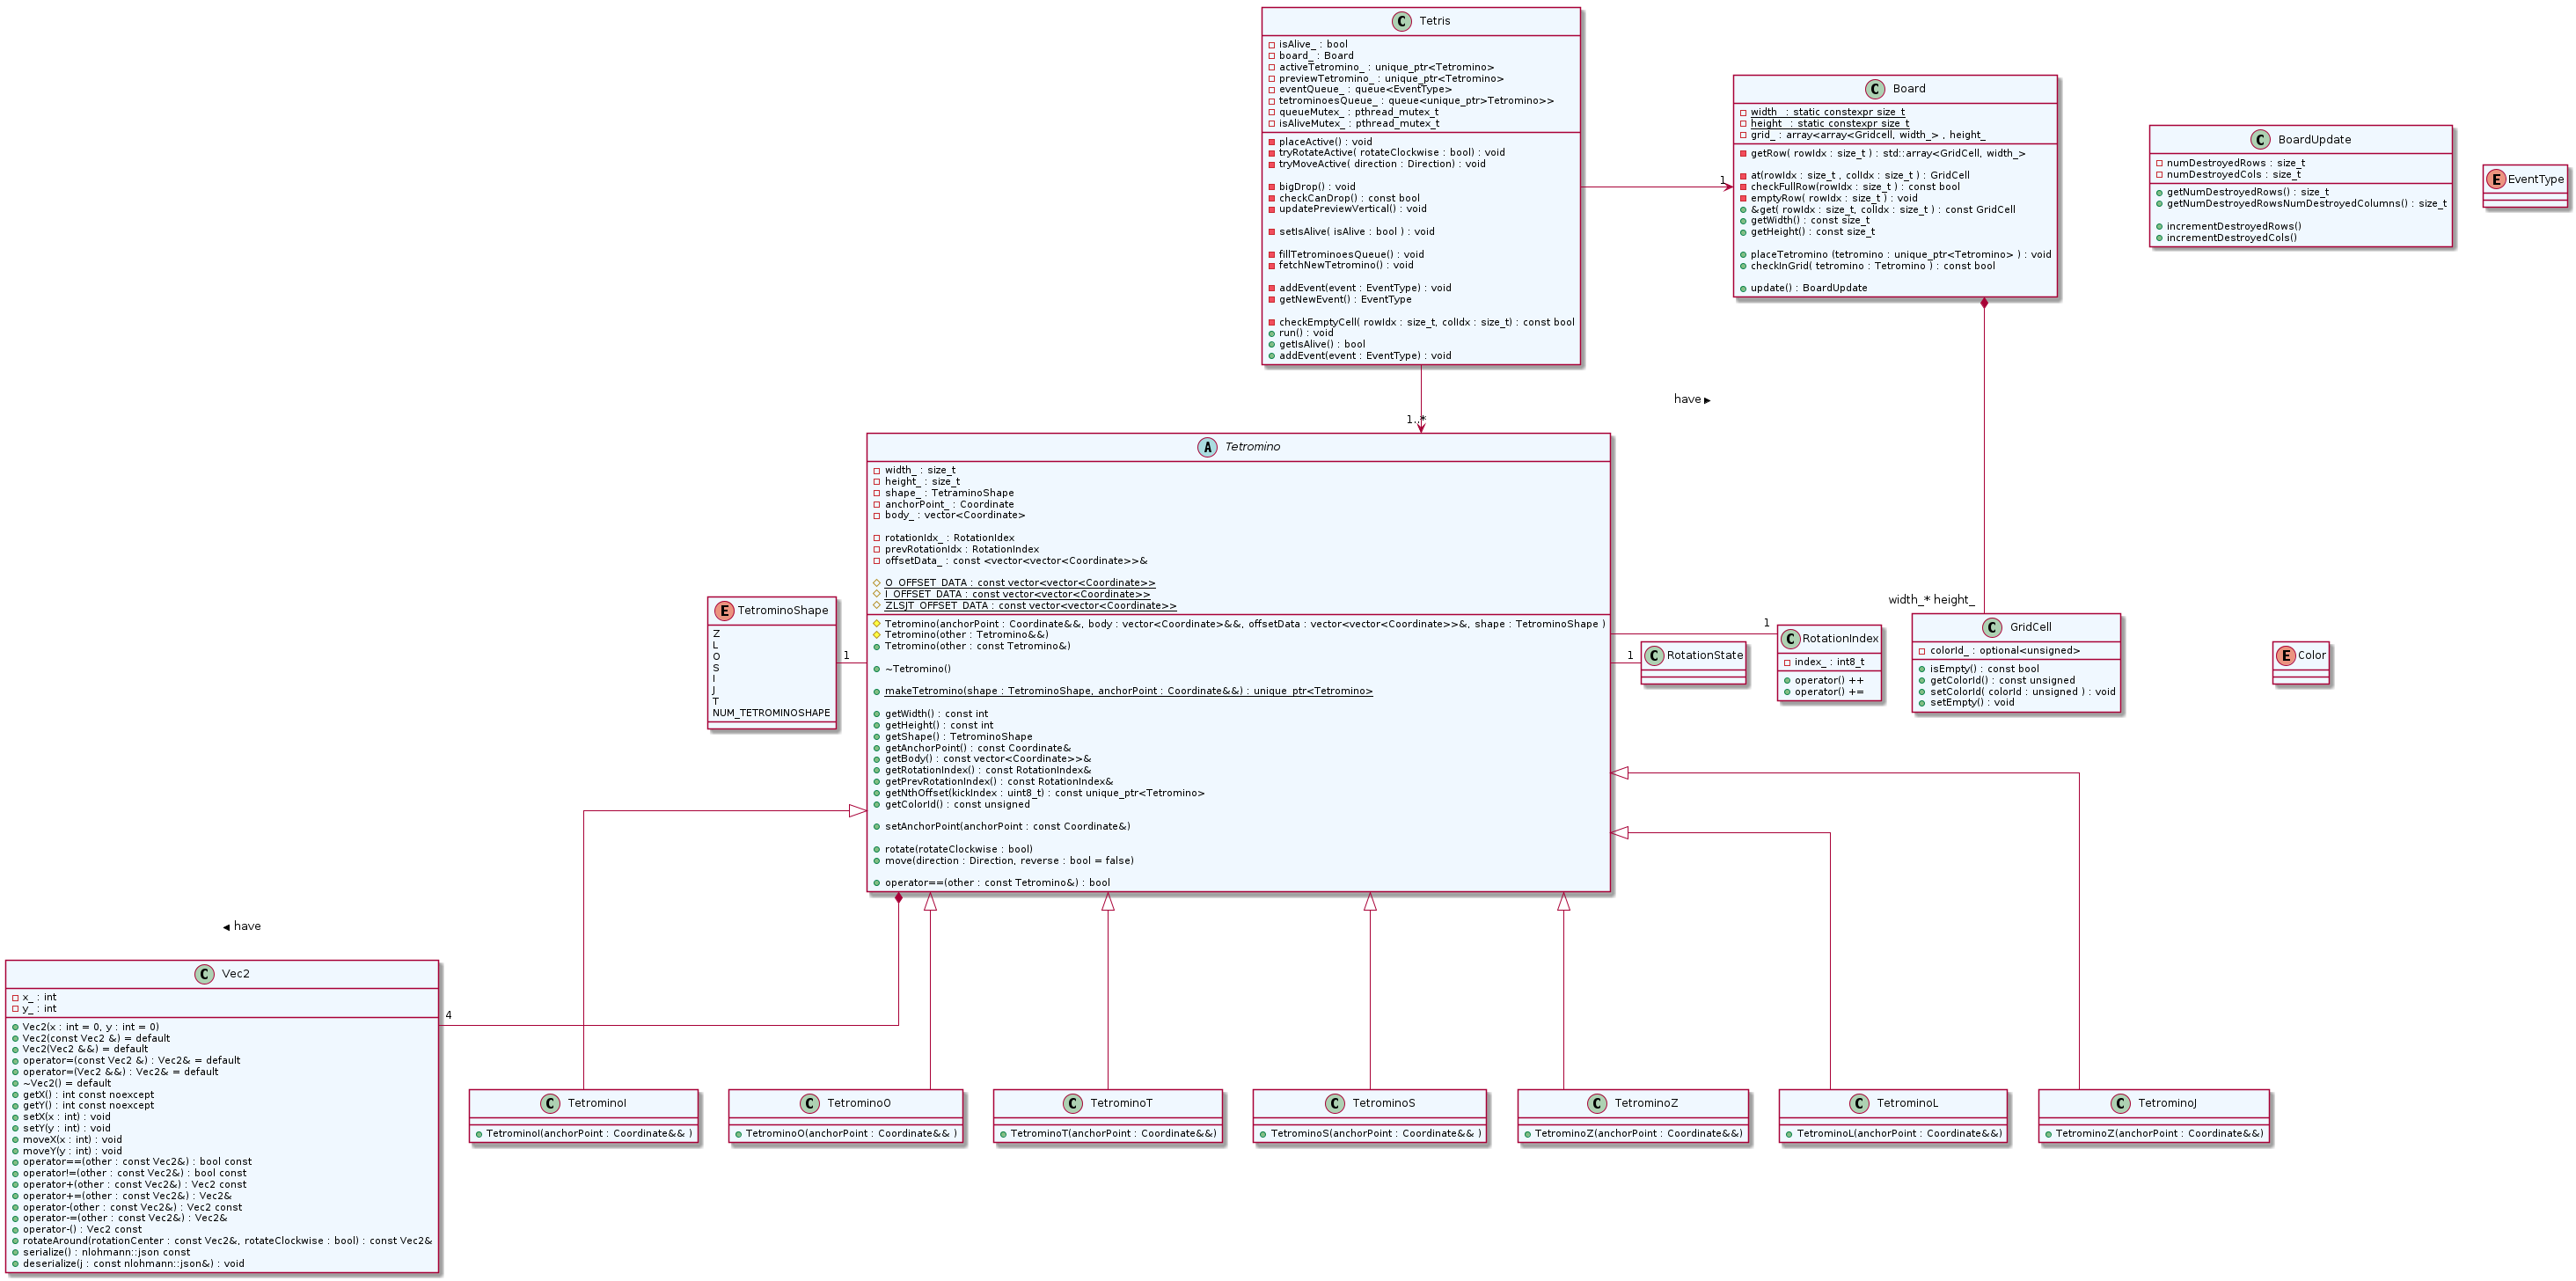 Tetris
isAlive_ : bool
board_ : Board
activeTetromino_ : unique_ptr<Tetromino>
previewTetromino_ : unique_ptr<Tetromino>
eventQueue_ : queue<EventType>
tetrominoesQueue_ : queue<unique_ptr>Tetromino>>
queueMutex_ : pthread_mutex_t
isAliveMutex_ : pthread_mutex_t
placeActive() : void
tryRotateActive( rotateClockwise : bool) : void
tryMoveActive( direction : Direction) : void
bigDrop() : void
checkCanDrop() : const bool
updatePreviewVertical() : void
setIsAlive( isAlive : bool ) : void
fillTetrominoesQueue() : void
fetchNewTetromino() : void
addEvent(event : EventType) : void
getNewEvent() : EventType
checkEmptyCell( rowIdx : size_t, colIdx : size_t) : const bool
run() : void
getIsAlive() : bool
addEvent(event : EventType) : void
1
Board
width_ : static constexpr size_t
height_ : static constexpr size_t
grid_ : array<array<Gridcell, width_> , height_
getRow( rowIdx : size_t ) : std::array<GridCell, width_>
at(rowIdx : size_t , colIdx : size_t ) : GridCell
checkFullRow(rowIdx : size_t ) : const bool
emptyRow( rowIdx : size_t ) : void
&get( rowIdx : size_t, colIdx : size_t ) : const GridCell
getWidth() : const size_t
getHeight() : const size_t
placeTetromino (tetromino : unique_ptr<Tetromino> ) : void
checkInGrid( tetromino : Tetromino ) : const bool
update() : BoardUpdate
BoardUpdate
numDestroyedRows : size_t
numDestroyedCols : size_t
getNumDestroyedRows() : size_t
getNumDestroyedRowsNumDestroyedColumns() : size_t
incrementDestroyedRows()
incrementDestroyedCols()
EventType
have
1..*
Tetromino
width_ : size_t
height_ : size_t
shape_ : TetraminoShape
anchorPoint_ : Coordinate
body_ : vector<Coordinate>
rotationIdx_ : RotationIdex
prevRotationIdx : RotationIndex
offsetData_ : const <vector<vector<Coordinate>>&
O_OFFSET_DATA : const vector<vector<Coordinate>>
I_OFFSET_DATA : const vector<vector<Coordinate>>
ZLSJT_OFFSET_DATA : const vector<vector<Coordinate>>
Tetromino(anchorPoint : Coordinate&&, body : vector<Coordinate>&&, offsetData : vector<vector<Coordinate>>&, shape : TetrominoShape )
Tetromino(other : Tetromino&&)
Tetromino(other : const Tetromino&)
~Tetromino()
makeTetromino(shape : TetrominoShape, anchorPoint : Coordinate&&) : unique_ptr<Tetromino>
getWidth() : const int
getHeight() : const int
getShape() : TetrominoShape
getAnchorPoint() : const Coordinate&
getBody() : const vector<Coordinate>>&
getRotationIndex() : const RotationIndex&
getPrevRotationIndex() : const RotationIndex&
getNthOffset(kickIndex : uint8_t) : const unique_ptr<Tetromino>
getColorId() : const unsigned
setAnchorPoint(anchorPoint : const Coordinate&)
rotate(rotateClockwise : bool)
move(direction : Direction, reverse : bool = false)
operator==(other : const Tetromino&) : bool
TetrominoShape
Z
L
O
S
I
J
T
NUM_TETROMINOSHAPE
1
1
1
RotationState
RotationIndex
index_ : int8_t
operator() ++
operator() +=
width_* height_
GridCell
colorId_ : optional<unsigned>
isEmpty() : const bool
getColorId() : const unsigned
setColorId( colorId : unsigned ) : void
setEmpty() : void
Color
have
4
Vec2
x_ : int
y_ : int
Vec2(x : int = 0, y : int = 0)
Vec2(const Vec2 &) = default
Vec2(Vec2 &&) = default
operator=(const Vec2 &) : Vec2& = default
operator=(Vec2 &&) : Vec2& = default
~Vec2() = default
getX() : int const noexcept
getY() : int const noexcept
setX(x : int) : void
setY(y : int) : void
moveX(x : int) : void
moveY(y : int) : void
operator==(other : const Vec2&) : bool const
operator!=(other : const Vec2&) : bool const
operator+(other : const Vec2&) : Vec2 const
operator+=(other : const Vec2&) : Vec2&
operator-(other : const Vec2&) : Vec2 const
operator-=(other : const Vec2&) : Vec2&
operator-() : Vec2 const
rotateAround(rotationCenter : const Vec2&, rotateClockwise : bool) : const Vec2&
serialize() : nlohmann::json const
deserialize(j : const nlohmann::json&) : void
TetrominoI
TetrominoI(anchorPoint : Coordinate&& )
TetrominoO
TetrominoO(anchorPoint : Coordinate&& )
TetrominoT
TetrominoT(anchorPoint : Coordinate&&)
TetrominoS
TetrominoS(anchorPoint : Coordinate&& )
TetrominoZ
TetrominoZ(anchorPoint : Coordinate&&)
TetrominoL
TetrominoL(anchorPoint : Coordinate&&)
TetrominoJ
TetrominoZ(anchorPoint : Coordinate&&)